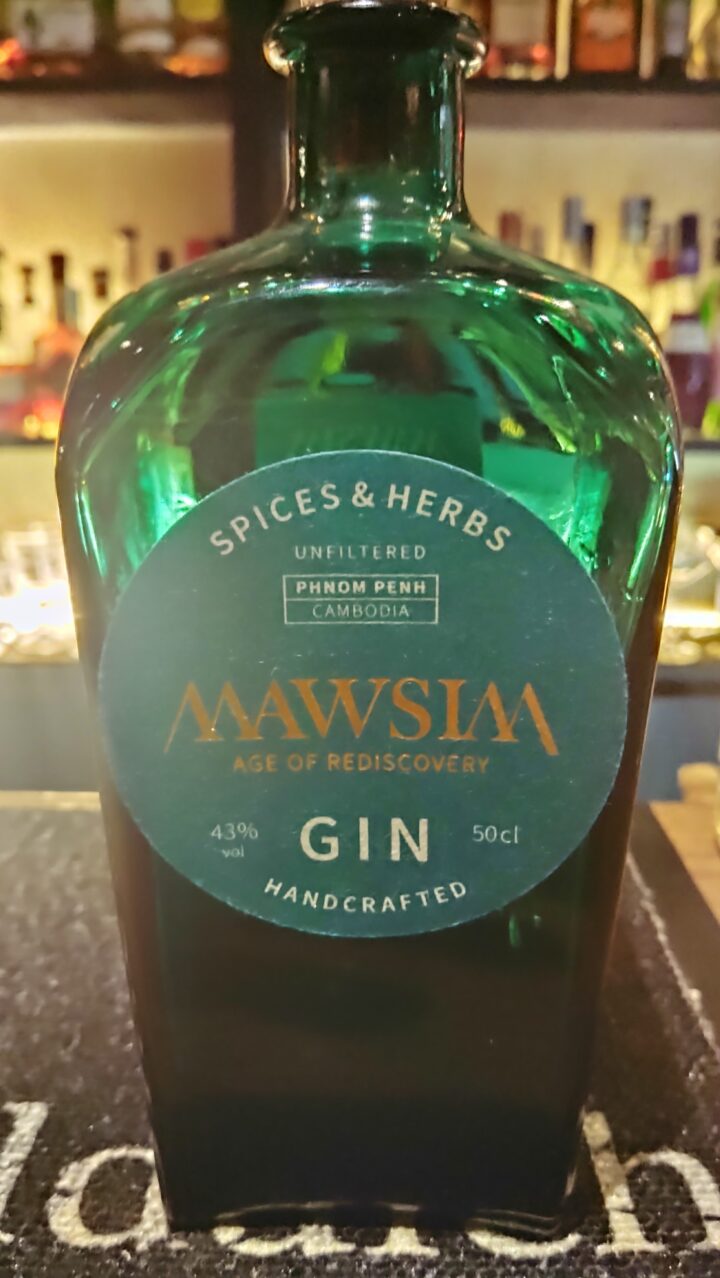 SPICES & HERBS
UNFILTERED
PHNOM PENH
CAMBODIA
MAWSIM
AGE OF REDISCOVERY
43% vol
GIN
50cl
HANDCRAFTED